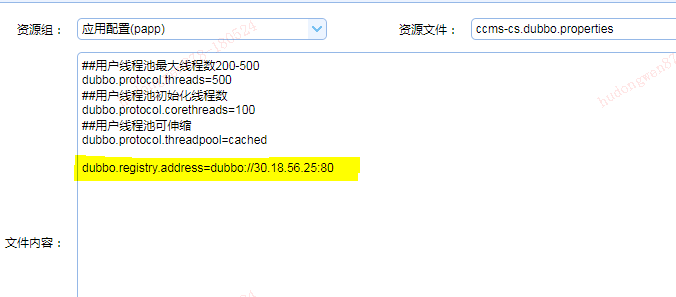 资源组： 应用配置(papp) 资源文件： ccms-cs.dubbo.properties
##用户线程池最大线程数200-500
dubbo.protocol.threads=500
##用户线程池初始化线程数
dubbo.protocol.corethreads=100
##用户线程池可伸缩
dubbo.protocol.threadpool=cached
dubbo.registry.address=dubbo://30.18.56.25:80
文件内容：